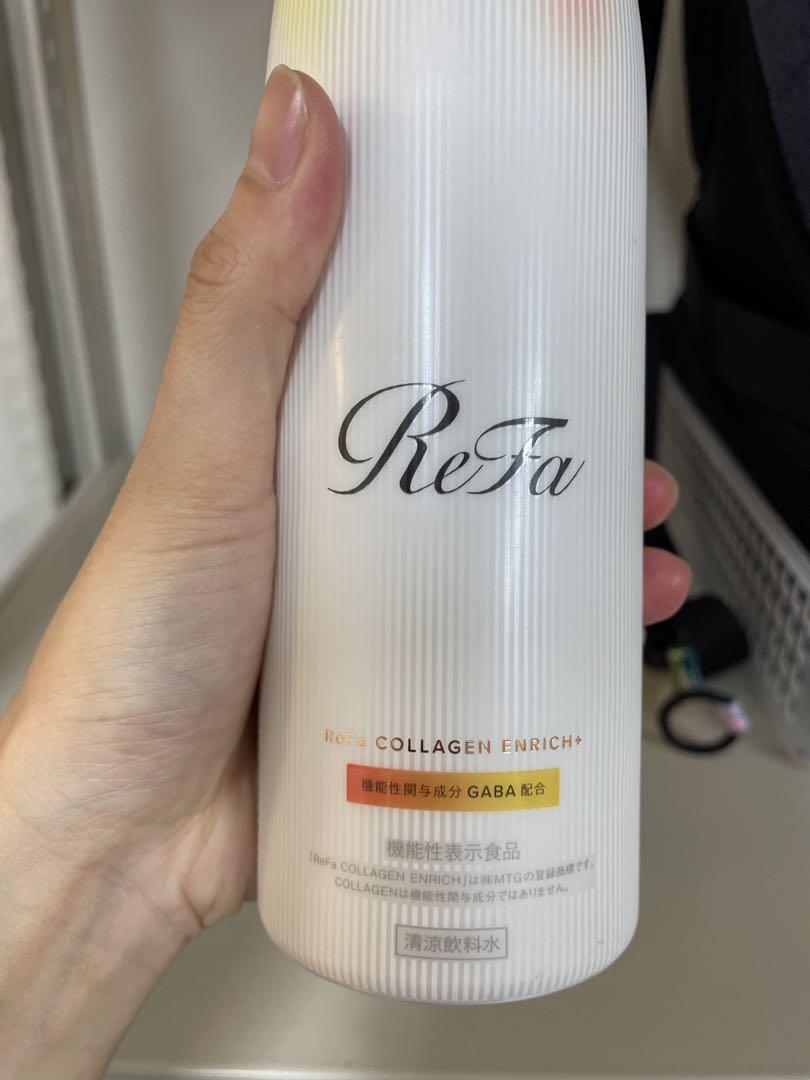 ReFa
ReFa COLLAGEN ENRICH+
機能性関与成分 GABA 配合
機能性表示食品
「ReFa COLLAGEN ENRICH」は㈱MTGの登録商標です。
COLLAGENは機能性関与成分ではありません。
清涼飲料水